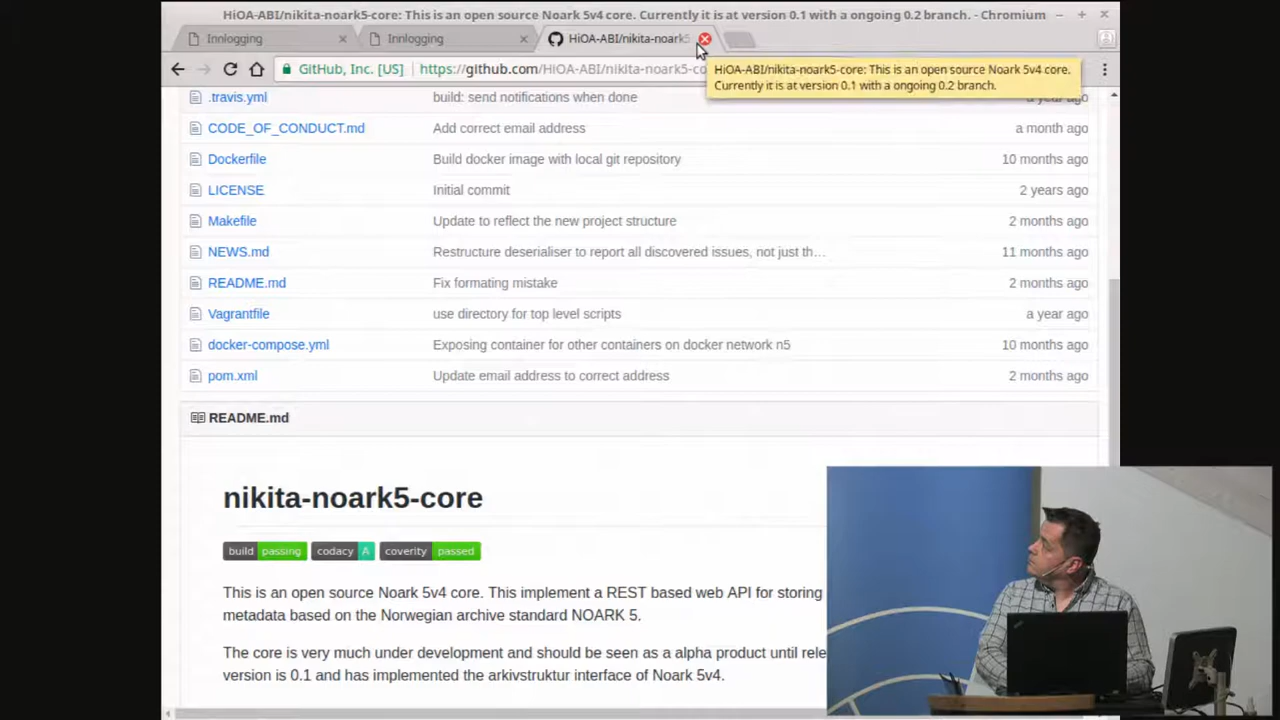 HiOA-ABI/nikita-noark5-core: This is an open source Noark 5v4 core. Currently it is at version 0.1 with a ongoing 0.2 branch. - Chromium
Innlogging
Innlogging
HiOA-ABI/nikita-noark5
GitHub, Inc. [US]
https://github.com/HiOA-ABI/nikita-noark5-co
HiOA-ABI/nikita-noark5-core: This is an open source Noark 5v4 core.
Currently it is at version 0.1 with a ongoing 0.2 branch.
.travis.yml build: send notifications when done a year ago
CODE_OF_CONDUCT.md Add correct email address a month ago
Dockerfile Build docker image with local git repository 10 months ago
LICENSE Initial commit 2 years ago
Makefile Update to reflect the new project structure 2 months ago
NEWS.md Restructure deserialiser to report all discovered issues, not just th… 11 months ago
README.md Fix formating mistake 2 months ago
Vagrantfile use directory for top level scripts a year ago
docker-compose.yml Exposing container for other containers on docker network n5 10 months ago
pom.xml Update email address to correct address 2 months ago
README.md
nikita-noark5-core
build passing codacy A coverity passed
This is an open source Noark 5v4 core. This implement a REST based web API for storing
metadata based on the Norwegian archive standard NOARK 5.
The core is very much under development and should be seen as a alpha product until rele
version is 0.1 and has implemented the arkivstruktur interface of Noark 5v4.